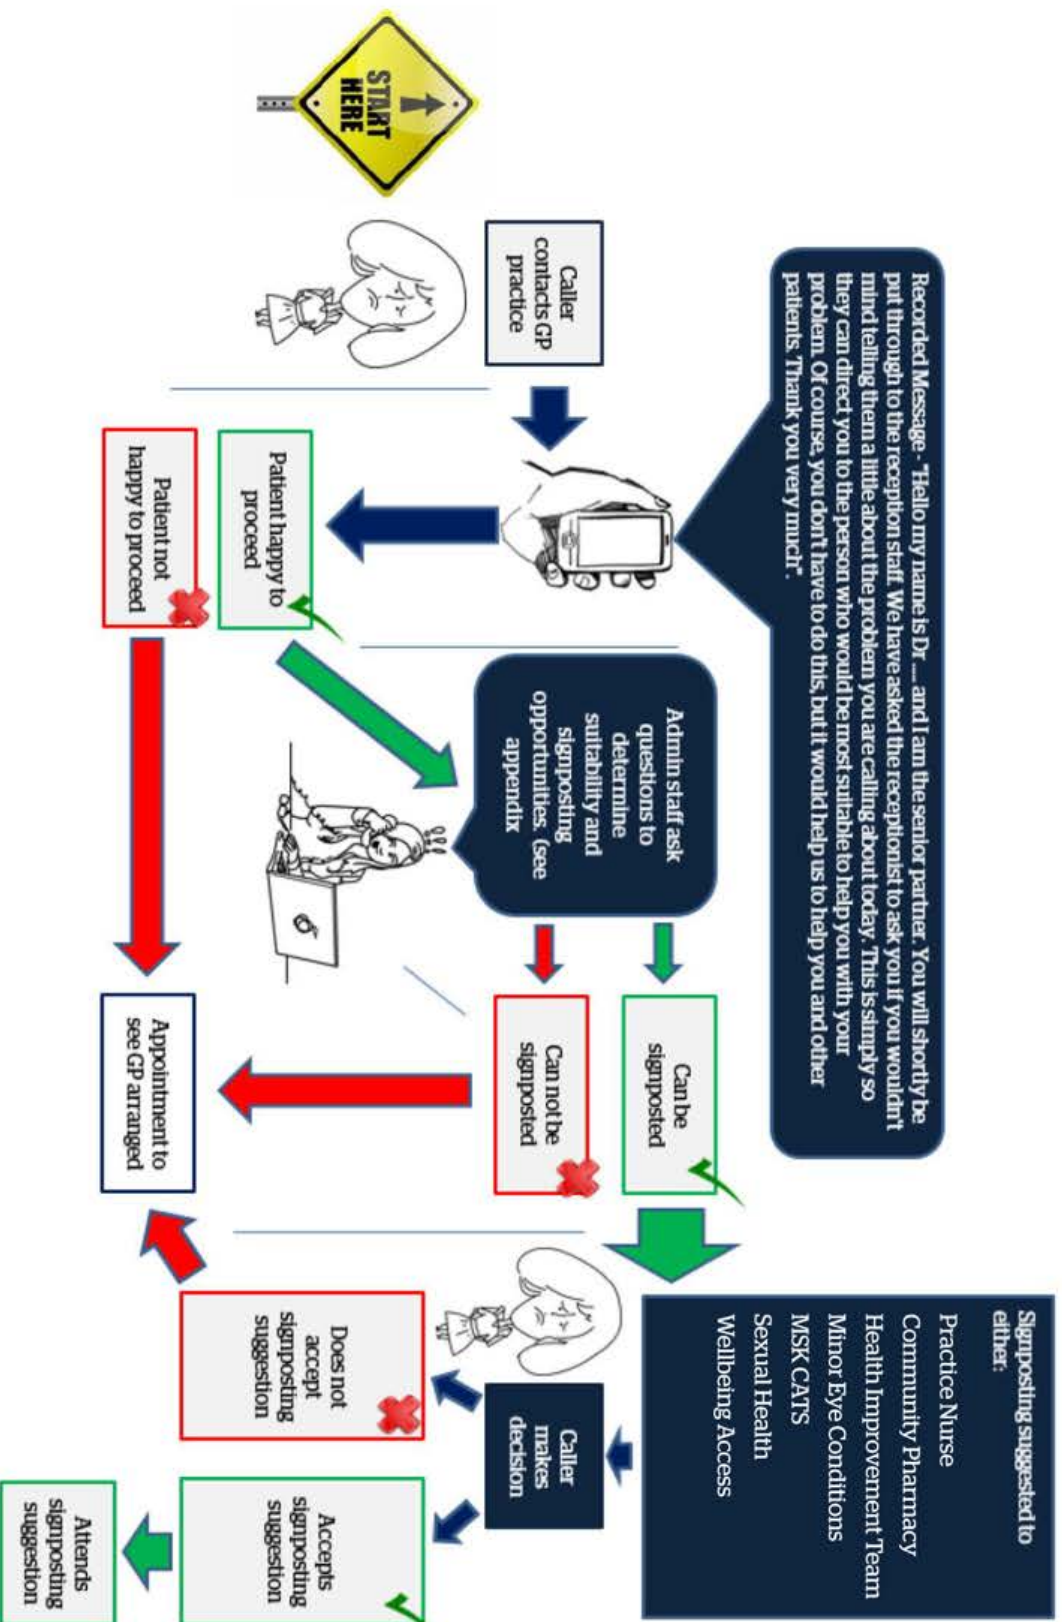 START
HERE
Caller
contacts GP
practice
Recorded Message - "Hello my name is Dr .... and I am the senior partner. You will shortly be
put through to the reception staff. We have asked the receptionist to ask you if you wouldn't
mind telling them a little about the problem you are calling about today. This is simply so
they can direct you to the person who would be most suitable to help you with your
problem. Of course, you don't have to do this, but it would help us to help you and other
patients. Thank you very much".
Patient happy to
proceed
Patient not
happy to proceed
Admin staff ask
questions to
determine
suitability and
signposting
opportunities. (see
appendix
Can be
signposted
Can not be
signposted
Appointment to
see GP arranged
Signposting suggested to
either:
Practice Nurse
Community Pharmacy
Health Improvement Team
Minor Eye Conditions
MSK CATS
Sexual Health
Wellbeing Access
Caller
makes
decision
Does not
accept
signposting
suggestion
Accepts
signposting
suggestion
Attends
signposting
suggestion